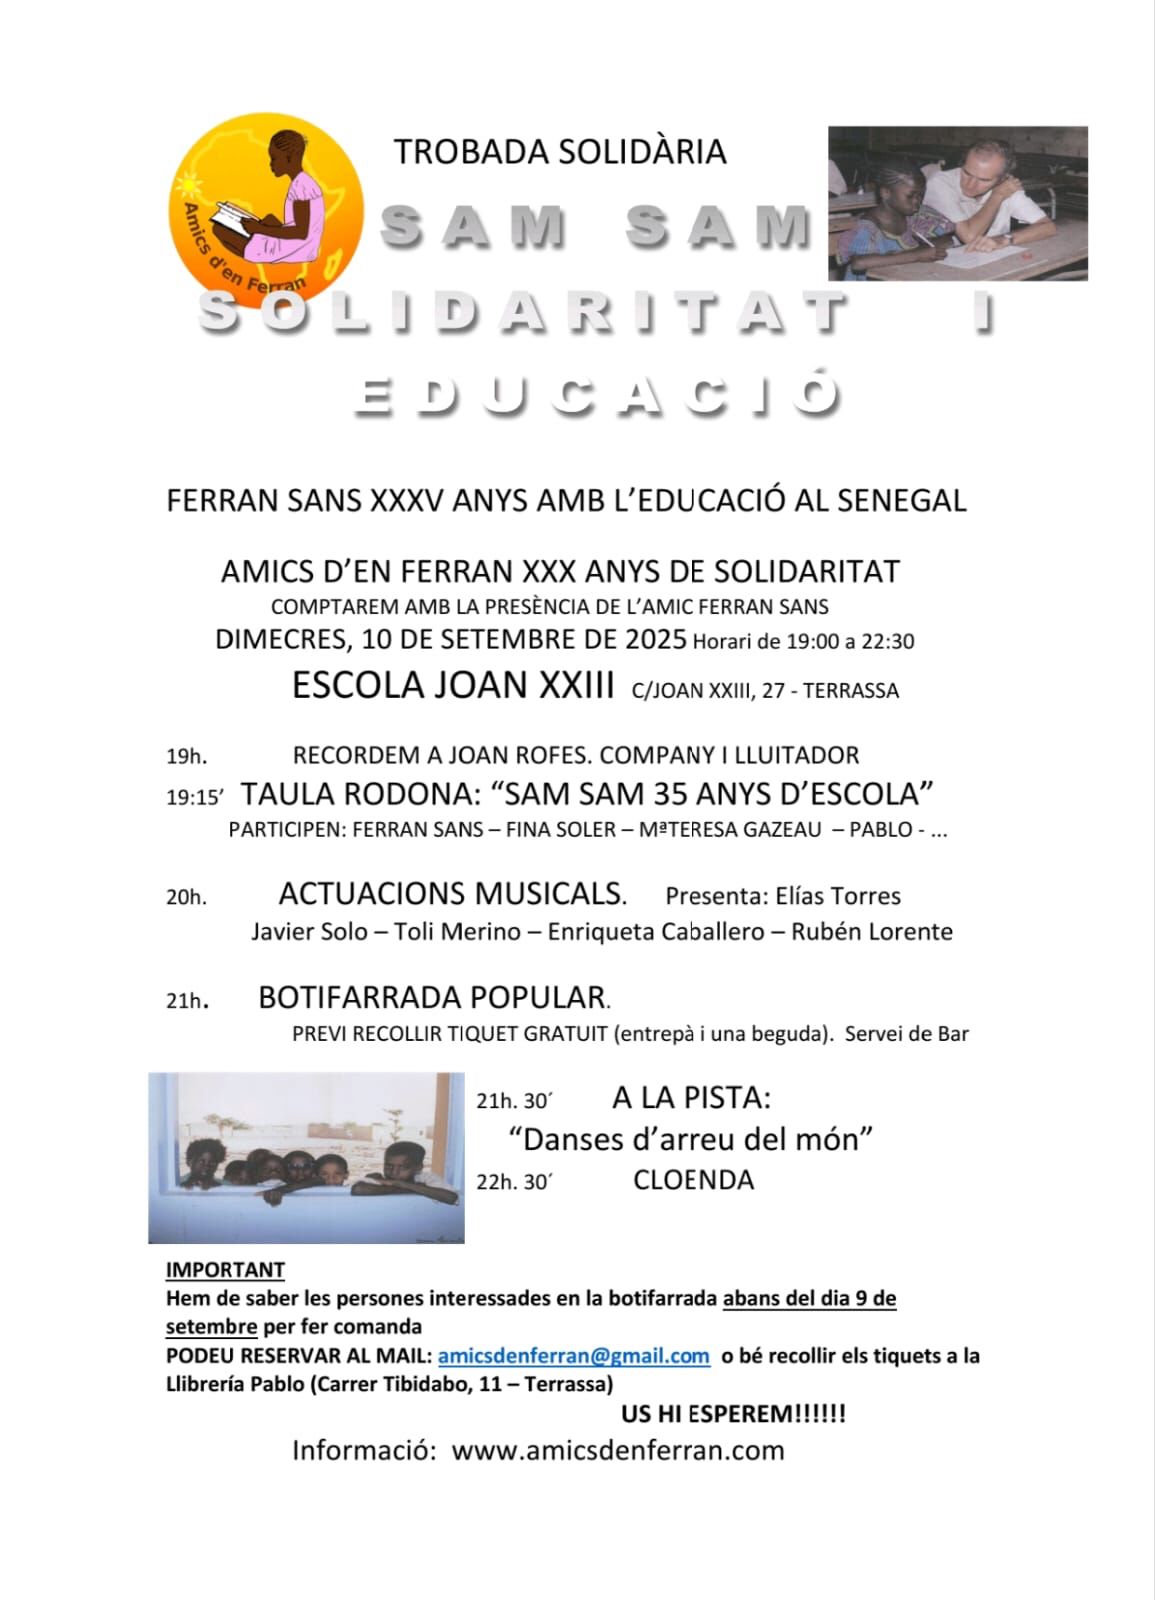 TROBADA SOLIDÀRIA
Amics d'en Ferran
SAM SAM
SOLIDARITAT I
EDUCACIÓ
FERRAN SANS XXXV ANYS AMB L’EDUCACIÓ AL SENEGAL
AMICS D’EN FERRAN XXX ANYS DE SOLIDARITAT
COMPTAREM AMB LA PRESÈNCIA DE L’AMIC FERRAN SANS
DIMECRES, 10 DE SETEMBRE DE 2025 Horari de 19:00 a 22:30
ESCOLA JOAN XXIII C/JOAN XXIII, 27 - TERRASSA
19h. RECORDEM A JOAN ROFES. COMPANY I LLUITADOR
19:15’ TAULA RODONA: “SAM SAM 35 ANYS D’ESCOLA”
PARTICIPEN: FERRAN SANS – FINA SOLER – MªTERESA GAZEAU – PABLO - ...
20h. ACTUACIONS MUSICALS. Presenta: Elías Torres
Javier Solo – Toli Merino – Enriqueta Caballero – Rubén Lorente
21h. BOTIFARRADA POPULAR.
PREVI RECOLLIR TIQUET GRATUIT (entrepà i una beguda). Servei de Bar
21h. 30´ A LA PISTA:
“Danses d’arreu del món”
22h. 30´ CLOENDA
IMPORTANT
Hem de saber les persones interessades en la botifarrada abans del dia 9 de
setembre per fer comanda
PODEU RESERVAR AL MAIL: amicsdenferran@gmail.com o bé recollir els tiquets a la
Llibrería Pablo (Carrer Tibidabo, 11 – Terrassa)
US HI ESPEREM!!!!!!
Informació: www.amicsdenferran.com